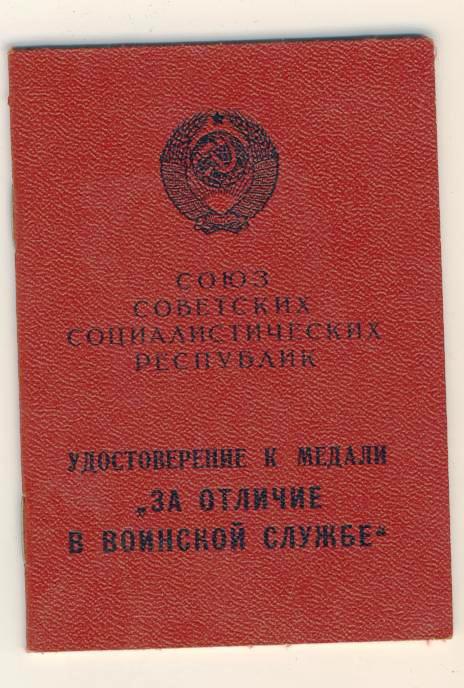 СОЮЗ
СОВЕТСКИХ
СОЦИАЛИСТИЧЕСКИХ
РЕСПУБЛИК
УДОСТОВЕРЕНИЕ К МЕДАЛИ
„ЗА ОТЛИЧИЕ
В ВОИНСКОЙ СЛУЖБЕ“